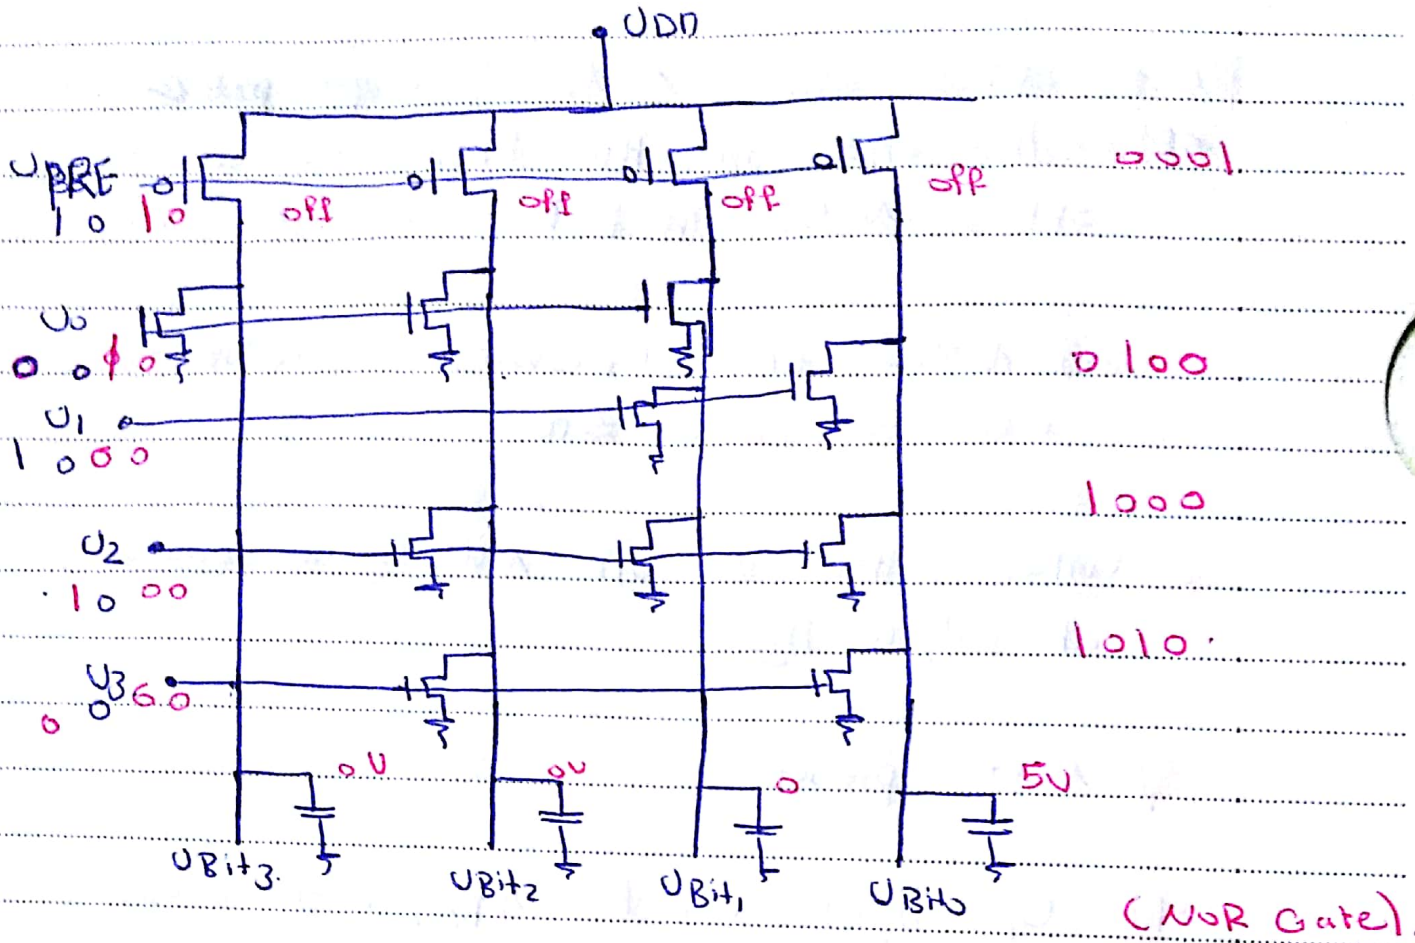 UDD
UPRE
1 0 1 0
off off off off
0001
U0
0 0 0
U1
1 0 0 0
0100
U2
1 0 0 0
1000
U3 0 0
0 0
1010
0V 0V 0 5V
UBit3 UBit2 UBit1 UBit0
(NOR Gate)